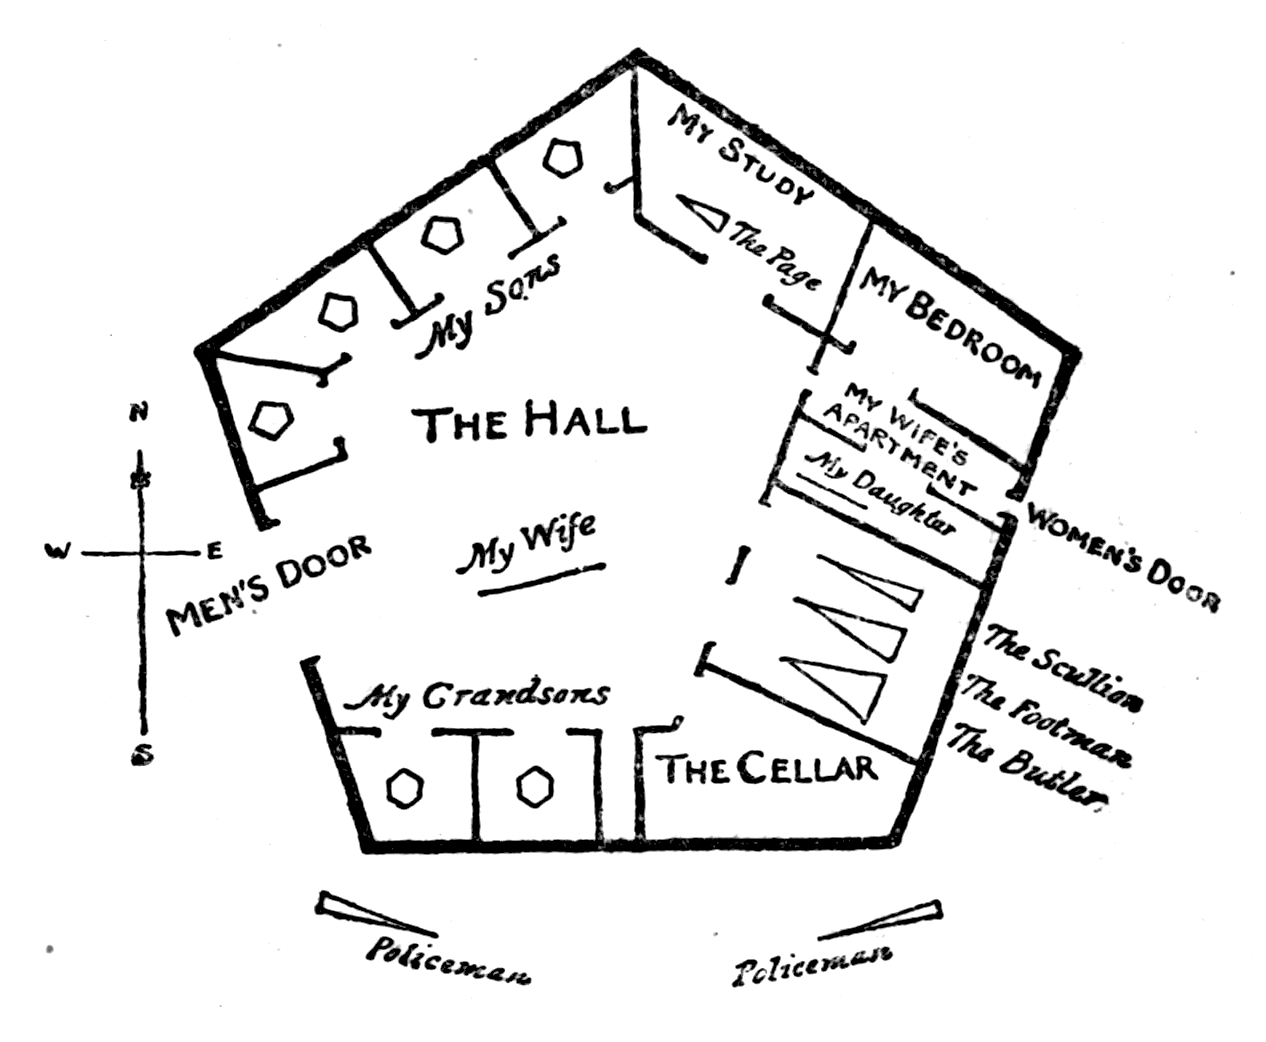 MY STUDY
The Page
MY BEDROOM
My Sons
MY WIFE'S
APARTMENT
THE HALL
My Daughter
N
W
E
S
WOMEN'S DOOR
My Wife
MEN'S DOOR
The Scullion
The Footman
The Butler
My Grandsons
THE CELLAR
Policeman
Policeman